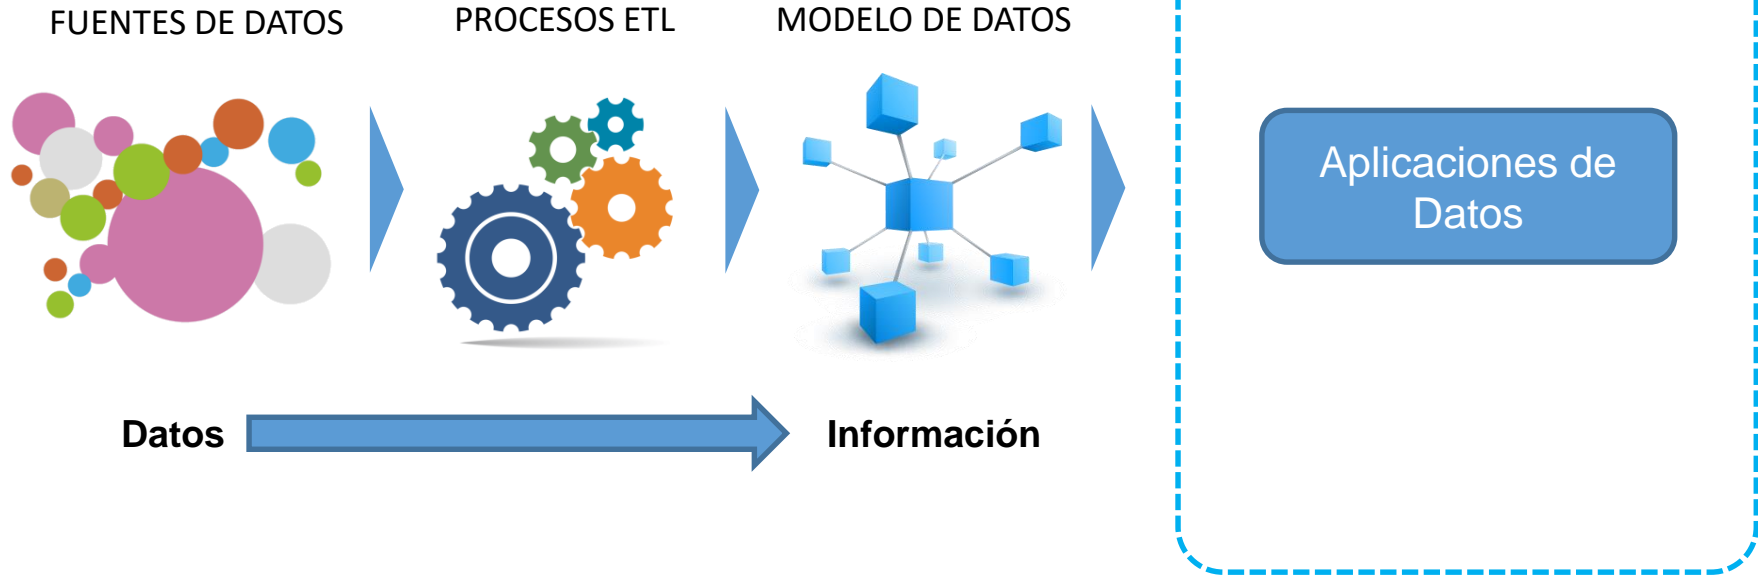 FUENTES DE DATOS
PROCESOS ETL
MODELO DE DATOS
Aplicaciones de
Datos
Datos
Información